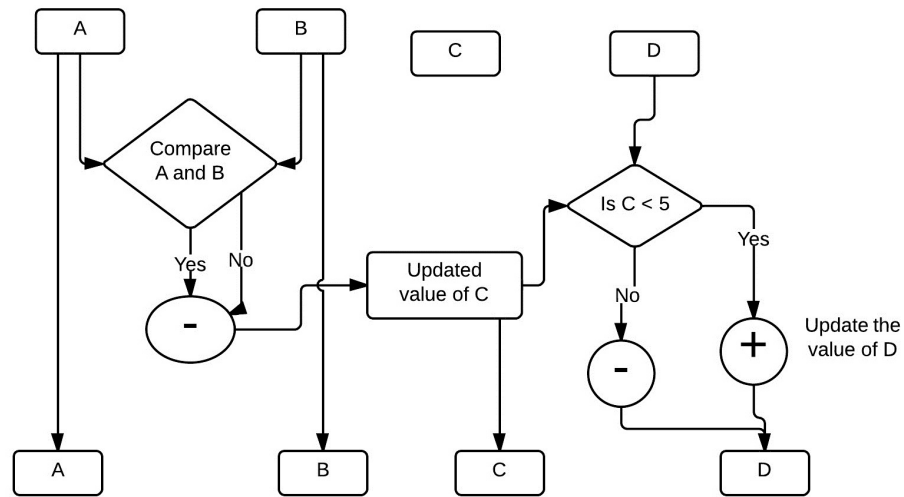 A
B
C
D
Compare
A and B
Is C < 5
Yes
No
Yes
Updated
value of C
No
-
+
-
Update the
value of D
A
B
C
D